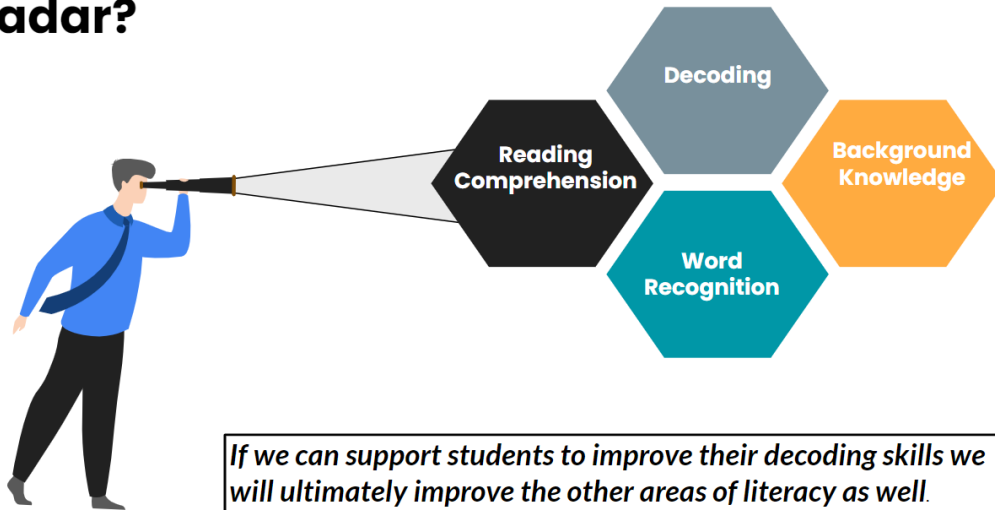 adar?
Decoding
Reading
Comprehension
Background
Knowledge
Word
Recognition
If we can support students to improve their decoding skills we
will ultimately improve the other areas of literacy as well.